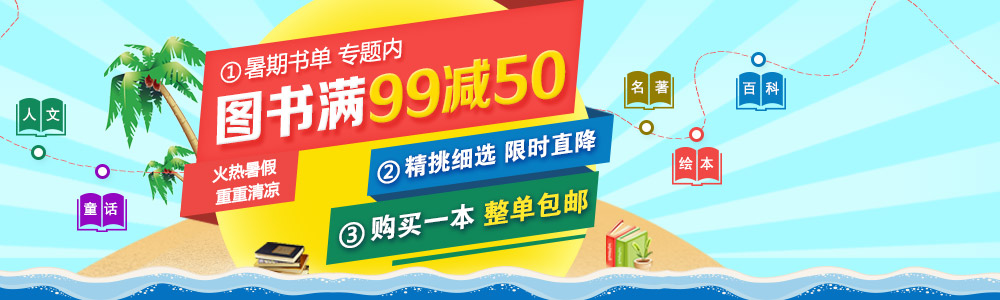 ①暑期书单 专题内
图书满99减50
火热暑假
重重清凉
②精挑细选 限时直降
③购买一本 整单包邮
人文
童话
名著
百科
绘本